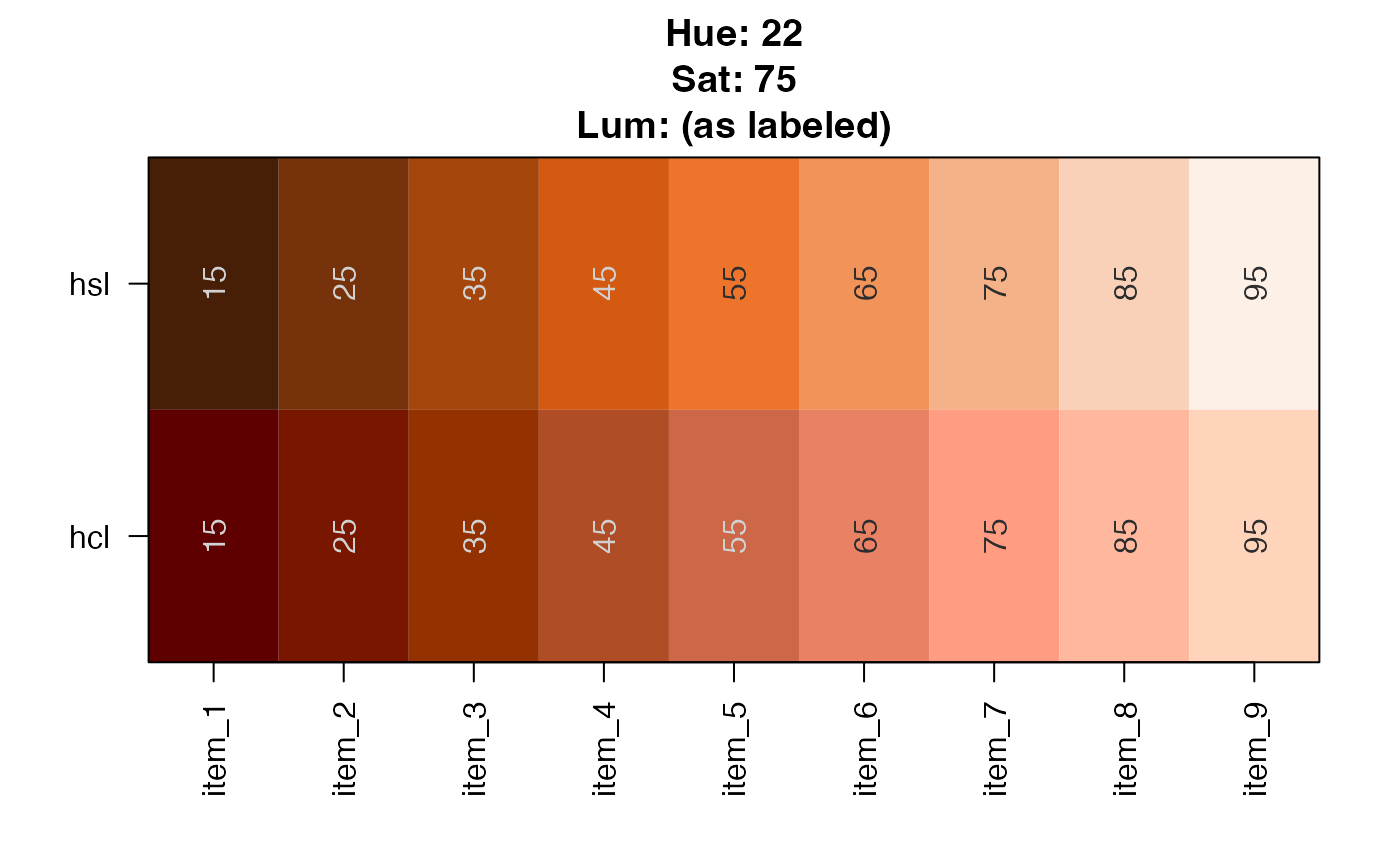 Hue: 22
Sat: 75
Lum: (as labeled)
hsl 15 25 35 45 55 65 75 85 95
hcl 15 25 35 45 55 65 75 85 95
item_1 item_2 item_3 item_4 item_5 item_6 item_7 item_8 item_9